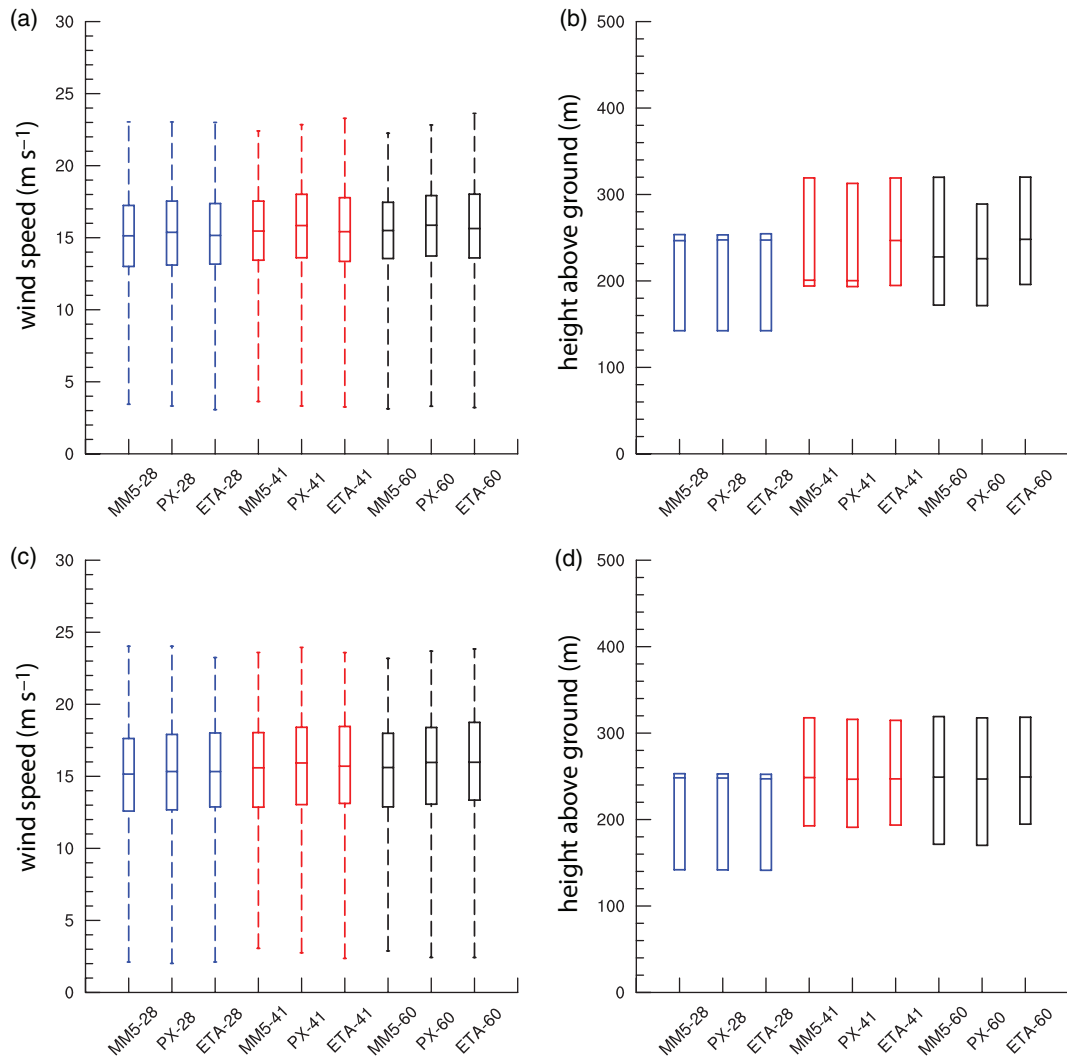 (a)
30
25
20
15
10
5
0
wind speed (m s⁻¹)
MM5-28
PX-28
ETA-28
MM5-41
PX-41
ETA-41
MM5-60
PX-60
ETA-60
(b)
500
400
300
200
100
0
height above ground (m)
MM5-28
PX-28
ETA-28
MM5-41
PX-41
ETA-41
MM5-60
PX-60
ETA-60
(c)
30
25
20
15
10
5
0
wind speed (m s⁻¹)
MM5-28
PX-28
ETA-28
MM5-41
PX-41
ETA-41
MM5-60
PX-60
ETA-60
(d)
500
400
300
200
100
0
height above ground (m)
MM5-28
PX-28
ETA-28
MM5-41
PX-41
ETA-41
MM5-60
PX-60
ETA-60